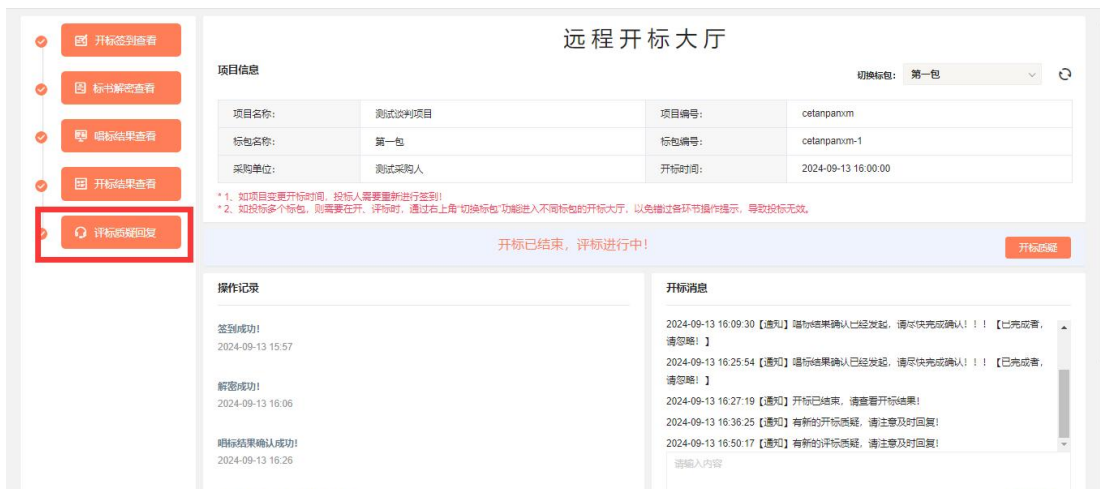 开标签到查看
标书解密查看
唱标结果查看
开标结果查看
评标质疑回复
远程开标大厅
项目信息
切换标包： 第一包
项目名称： 测试谈判项目 项目编号： cetanpanxm
标包名称： 第一包 标包编号： cetanpanxm-1
采购单位： 测试采购人 开标时间： 2024-09-13 16:00:00
* 1、如项目变更开标时间，投标人需要重新进行签到!
* 2、如投标多个标包，则需要在开、评标时，通过右上角“切换标包”功能进入不同标包的开标大厅，以免错过各环节操作提示，导致投标无效。
开标已结束，评标进行中!
开标质疑
操作记录
签到成功!
2024-09-13 15:57
解密成功!
2024-09-13 16:06
唱标结果确认成功!
2024-09-13 16:26
开标消息
2024-09-13 16:09:30【通知】唱标结果确认已经发起，请尽快完成确认！！！【已完成者，
请忽略！】
2024-09-13 16:25:54【通知】唱标结果确认已经发起，请尽快完成确认！！！【已完成者，
请忽略！】
2024-09-13 16:27:19【通知】开标已结束，请查看开标结果!
2024-09-13 16:36:25【通知】有新的开标质疑，请注意及时回复!
2024-09-13 16:50:17【通知】有新的评标质疑，请注意及时回复!
请输入内容